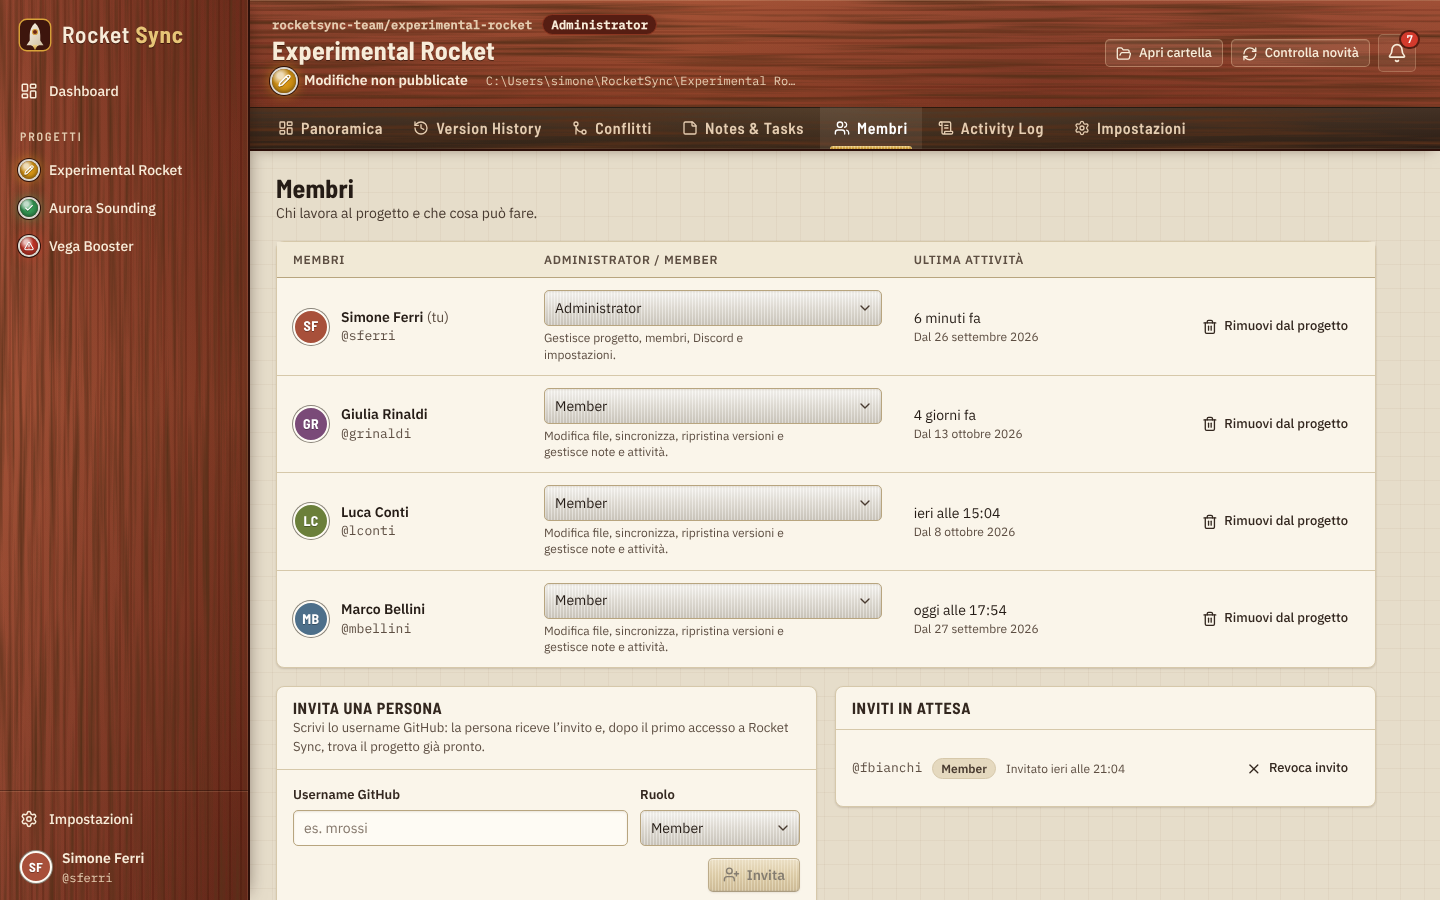 Rocket Sync
Dashboard
PROGETTI
Experimental Rocket
Aurora Sounding
Vega Booster
Impostazioni
SF
Simone Ferri
@sferri
rocketsync-team/experimental-rocket Administrator
Experimental Rocket
Modifiche non pubblicate C:\Users\simone\RocketSync\Experimental Ro…
Apri cartella
Controlla novità
7
Panoramica
Version History
Conflitti
Notes & Tasks
Membri
Activity Log
Impostazioni
Membri
Chi lavora al progetto e che cosa può fare.
MEMBRI ADMINISTRATOR / MEMBER ULTIMA ATTIVITÀ
SF
Simone Ferri (tu)
@sferri
Administrator
Gestisce progetto, membri, Discord e
impostazioni.
6 minuti fa
Dal 26 settembre 2026
Rimuovi dal progetto
GR
Giulia Rinaldi
@grinaldi
Member
Modifica file, sincronizza, ripristina versioni e
gestisce note e attività.
4 giorni fa
Dal 13 ottobre 2026
Rimuovi dal progetto
LC
Luca Conti
@lconti
Member
Modifica file, sincronizza, ripristina versioni e
gestisce note e attività.
ieri alle 15:04
Dal 8 ottobre 2026
Rimuovi dal progetto
MB
Marco Bellini
@mbellini
Member
Modifica file, sincronizza, ripristina versioni e
gestisce note e attività.
oggi alle 17:54
Dal 27 settembre 2026
Rimuovi dal progetto
INVITA UNA PERSONA
Scrivi lo username GitHub: la persona riceve l’invito e, dopo il primo accesso a Rocket
Sync, trova il progetto già pronto.
Username GitHub
es. mrossi
Ruolo
Member
Invita
INVITI IN ATTESA
@fbianchi Member Invitato ieri alle 21:04
Revoca invito